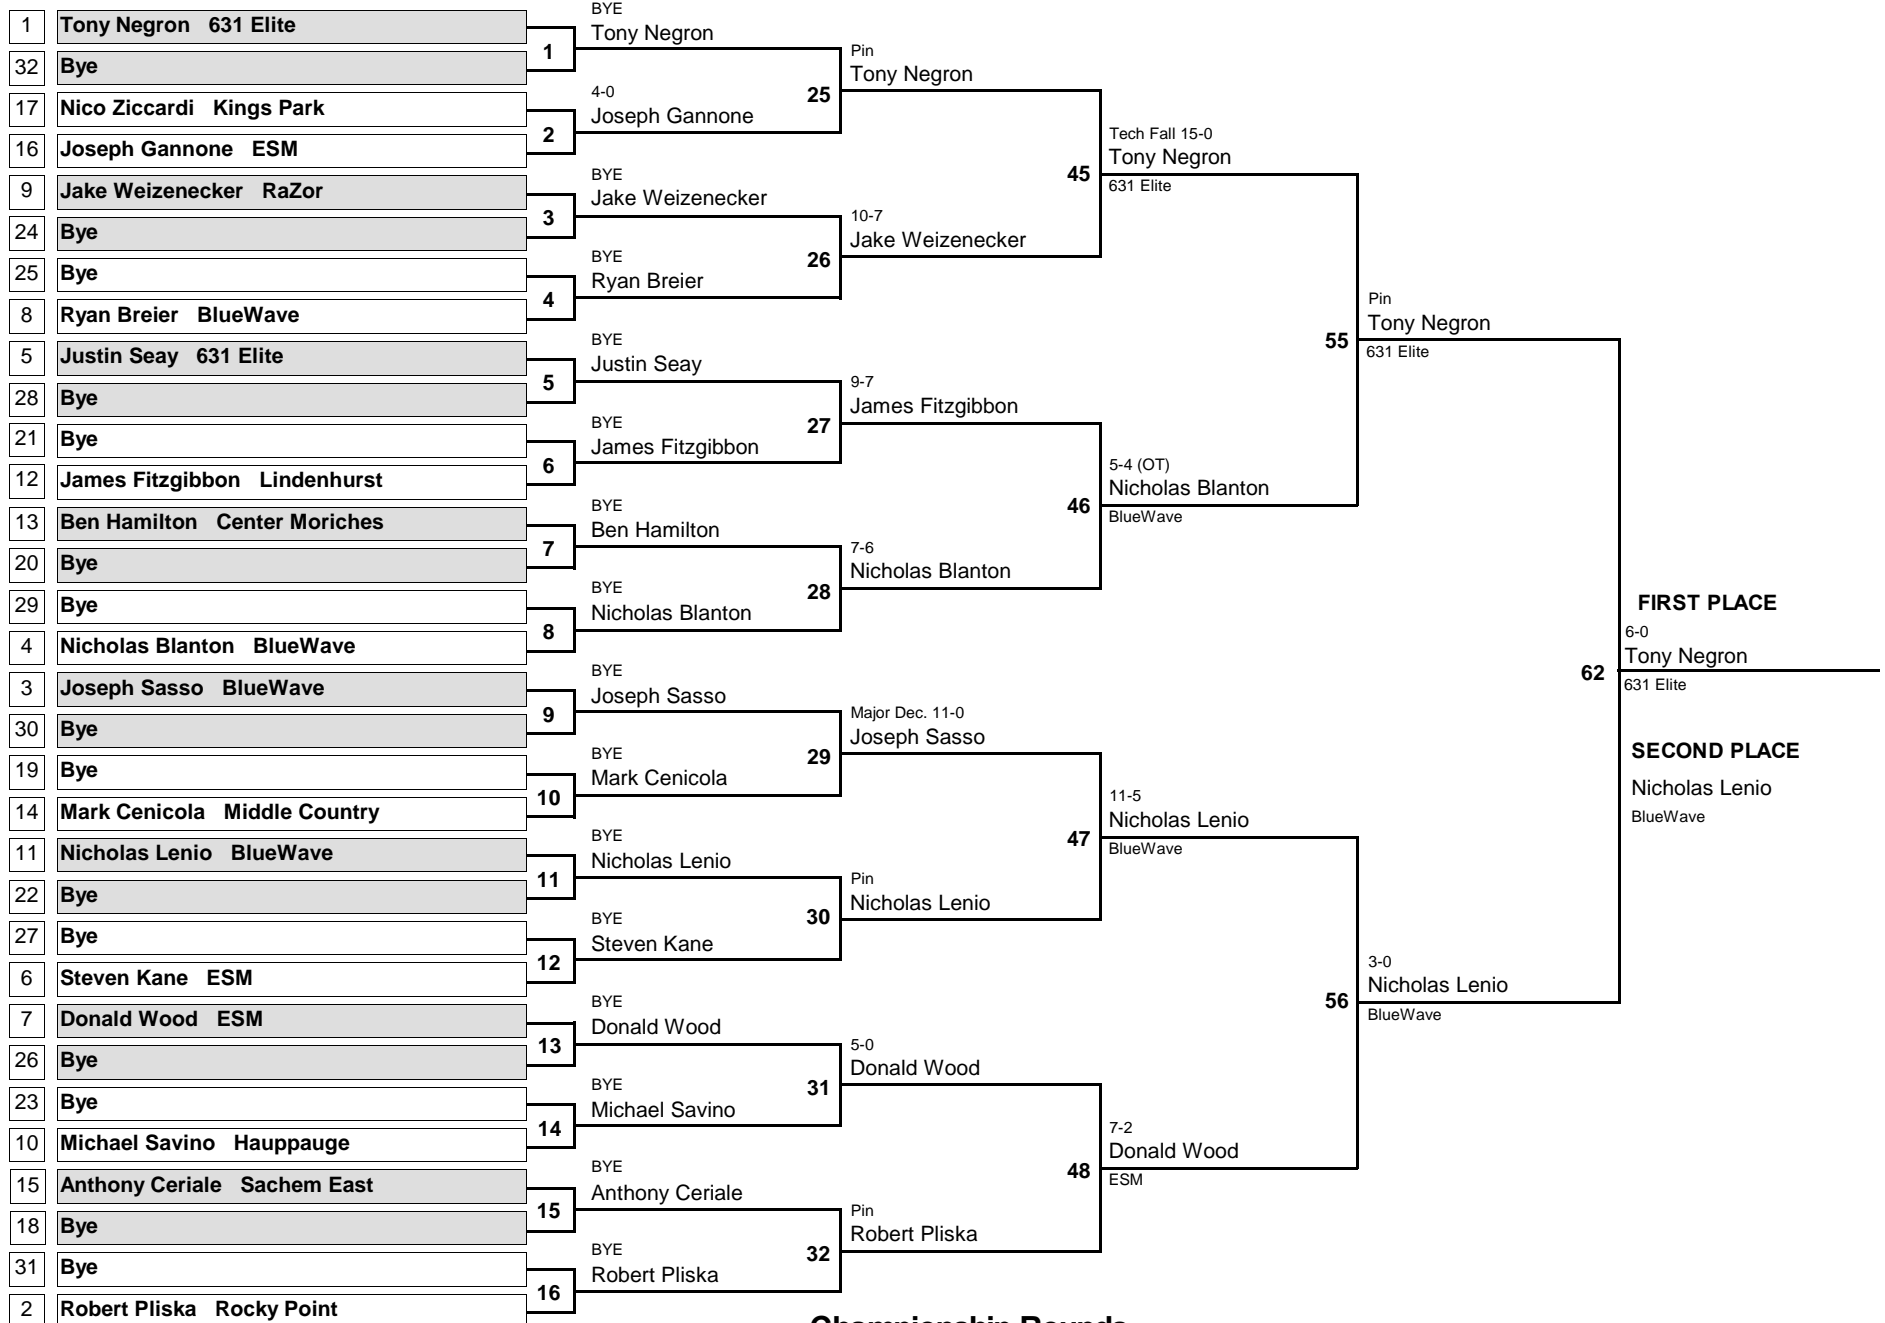 1 Tony Negron 631 Elite
32 Bye
17 Nico Ziccardi Kings Park
16 Joseph Gannone ESM
9 Jake Weizenecker RaZor
24 Bye
25 Bye
8 Ryan Breier BlueWave
5 Justin Seay 631 Elite
28 Bye
21 Bye
12 James Fitzgibbon Lindenhurst
13 Ben Hamilton Center Moriches
20 Bye
29 Bye
4 Nicholas Blanton BlueWave
3 Joseph Sasso BlueWave
30 Bye
19 Bye
14 Mark Cenicola Middle Country
11 Nicholas Lenio BlueWave
22 Bye
27 Bye
6 Steven Kane ESM
7 Donald Wood ESM
26 Bye
23 Bye
10 Michael Savino Hauppauge
15 Anthony Ceriale Sachem East
18 Bye
31 Bye
2 Robert Pliska Rocky Point
1
2
3
4
5
6
7
8
9
10
11
12
13
14
15
16
BYE
Tony Negron
4-0
Joseph Gannone
BYE
Jake Weizenecker
BYE
Ryan Breier
BYE
Justin Seay
BYE
James Fitzgibbon
BYE
Ben Hamilton
BYE
Nicholas Blanton
BYE
Joseph Sasso
BYE
Mark Cenicola
BYE
Nicholas Lenio
BYE
Steven Kane
BYE
Donald Wood
BYE
Michael Savino
BYE
Anthony Ceriale
BYE
Robert Pliska
25
26
27
28
29
30
31
32
Pin
Tony Negron
10-7
Jake Weizenecker
9-7
James Fitzgibbon
7-6
Nicholas Blanton
Major Dec. 11-0
Joseph Sasso
Pin
Nicholas Lenio
5-0
Donald Wood
Pin
Robert Pliska
45
46
47
48
Tech Fall 15-0
Tony Negron
631 Elite
5-4 (OT)
Nicholas Blanton
BlueWave
11-5
Nicholas Lenio
BlueWave
7-2
Donald Wood
ESM
55
56
Pin
Tony Negron
631 Elite
3-0
Nicholas Lenio
BlueWave
62
FIRST PLACE
6-0
Tony Negron
631 Elite
SECOND PLACE
Nicholas Lenio
BlueWave
Championship Rounds